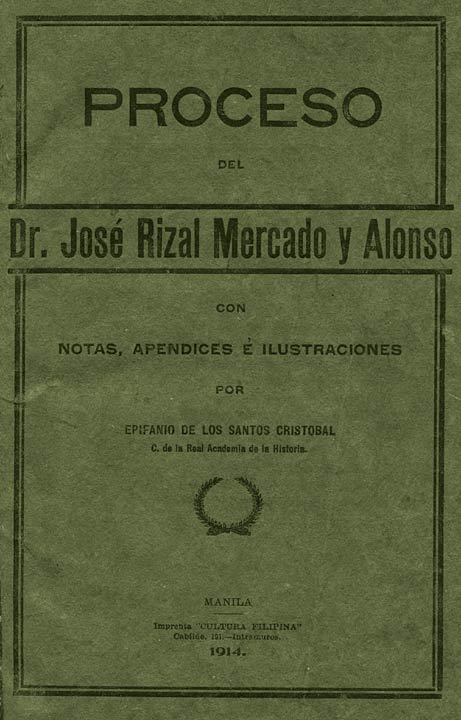 PROCESO
DEL
Dr. José Rizal Mercado y Alonso
CON
NOTAS, APENDICES É ILUSTRACIONES
POR
EPIFANIO DE LOS SANTOS CRISTOBAL
C. de la Real Academia de la Historia.
MANILA
Imprenta "CULTURA FILIPINA"
Cabildo, 191.—Intramuros.
1914.